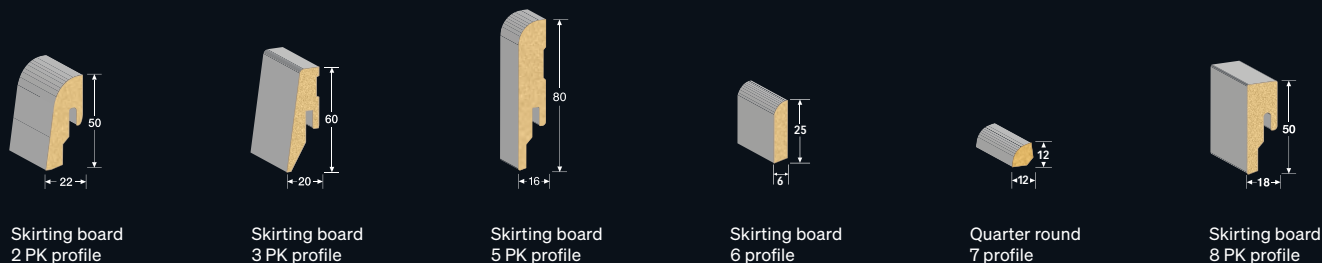 50
22
60
20
80
16
25
6
12
12
50
18
Skirting board
2 PK profile
Skirting board
3 PK profile
Skirting board
5 PK profile
Skirting board
6 profile
Quarter round
7 profile
Skirting board
8 PK profile